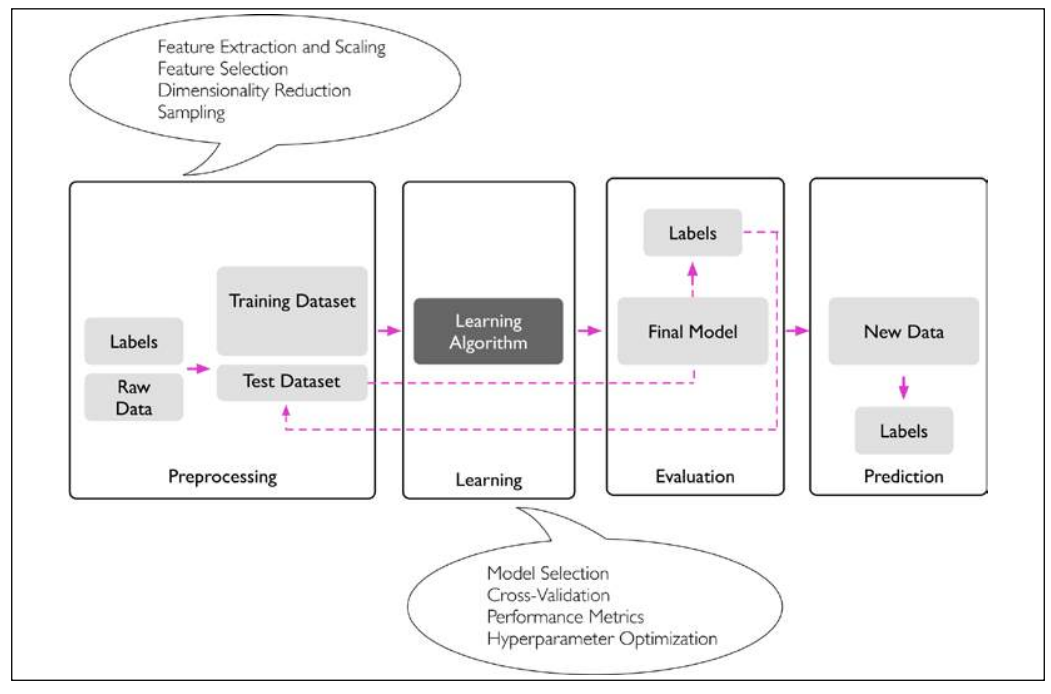 Feature Extraction and Scaling
Feature Selection
Dimensionality Reduction
Sampling
Labels
Raw
Data
Training Dataset
Test Dataset
Preprocessing
Learning
Algorithm
Learning
Labels
Final Model
Evaluation
New Data
Labels
Prediction
Model Selection
Cross-Validation
Performance Metrics
Hyperparameter Optimization